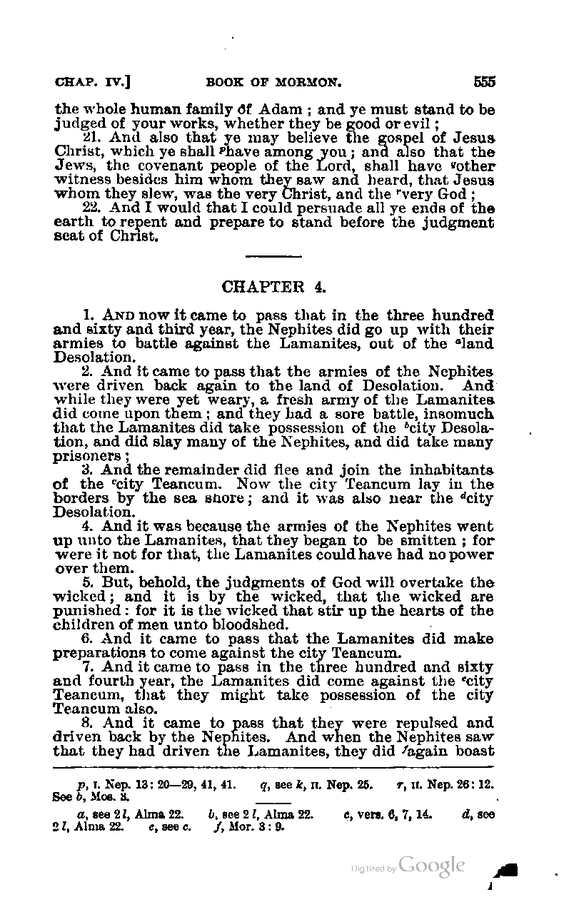 CHAP. IV.] BOOK OF MORMON. 555
the whole human family of Adam ; and ye must stand to be
judged of your works, whether they be good or evil ;
21. And also that ye may believe the gospel of Jesus
Christ, which ye shall phave among you ; and also that the
Jews, the covenant people of the Lord, shall have qother
witness besides him whom they saw and heard, that Jesus
whom they slew, was the very Christ, and the rvery God ;
22. And I would that I could persuade all ye ends of the
earth to repent and prepare to stand before the judgment
seat of Christ.
CHAPTER 4.
1. AND now it came to pass that in the three hundred
and sixty and third year, the Nephites did go up with their
armies to battle against the Lamanites, out of the aland
Desolation.
2. And it came to pass that the armies of the Nephites
were driven back again to the land of Desolation. And
while they were yet weary, a fresh army of the Lamanites
did come upon them ; and they had a sore battle, insomuch
that the Lamanites did take possession of the bcity Desola-
tion, and did slay many of the Nephites, and did take many
prisoners ;
3. And the remainder did flee and join the inhabitants
of the ccity Teancum. Now the city Teancum lay in the
borders by the sea shore ; and it was also near the dcity
Desolation.
4. And it was because the armies of the Nephites went
up unto the Lamanites, that they began to be smitten ; for
were it not for that, the Lamanites could have had no power
over them.
5. But, behold, the judgments of God will overtake the
wicked ; and it is by the wicked, that the wicked are
punished : for it is the wicked that stir up the hearts of the
children of men unto bloodshed.
6. And it came to pass that the Lamanites did make
preparations to come against the city Teancum.
7. And it came to pass in the three hundred and sixty
and fourth year, the Lamanites did come against the ecity
Teancum, that they might take possession of the city
Teancum also.
8. And it came to pass that they were repulsed and
driven back by the Nephites. And when the Nephites saw
that they had driven the Lamanites, they did fagain boast
p, I. Nep. 13 : 20—29, 41, 41. q, see k, II. Nep. 25. r, II. Nep. 26 : 12.
See b, Mos. 3.
a, see 2 l, Alma 22. b, see 2 l, Alma 22. c, vers. 6, 7, 14. d, see
2 l, Alma 22. e, see c. f, Mor. 3 : 9.
Digitized by Google